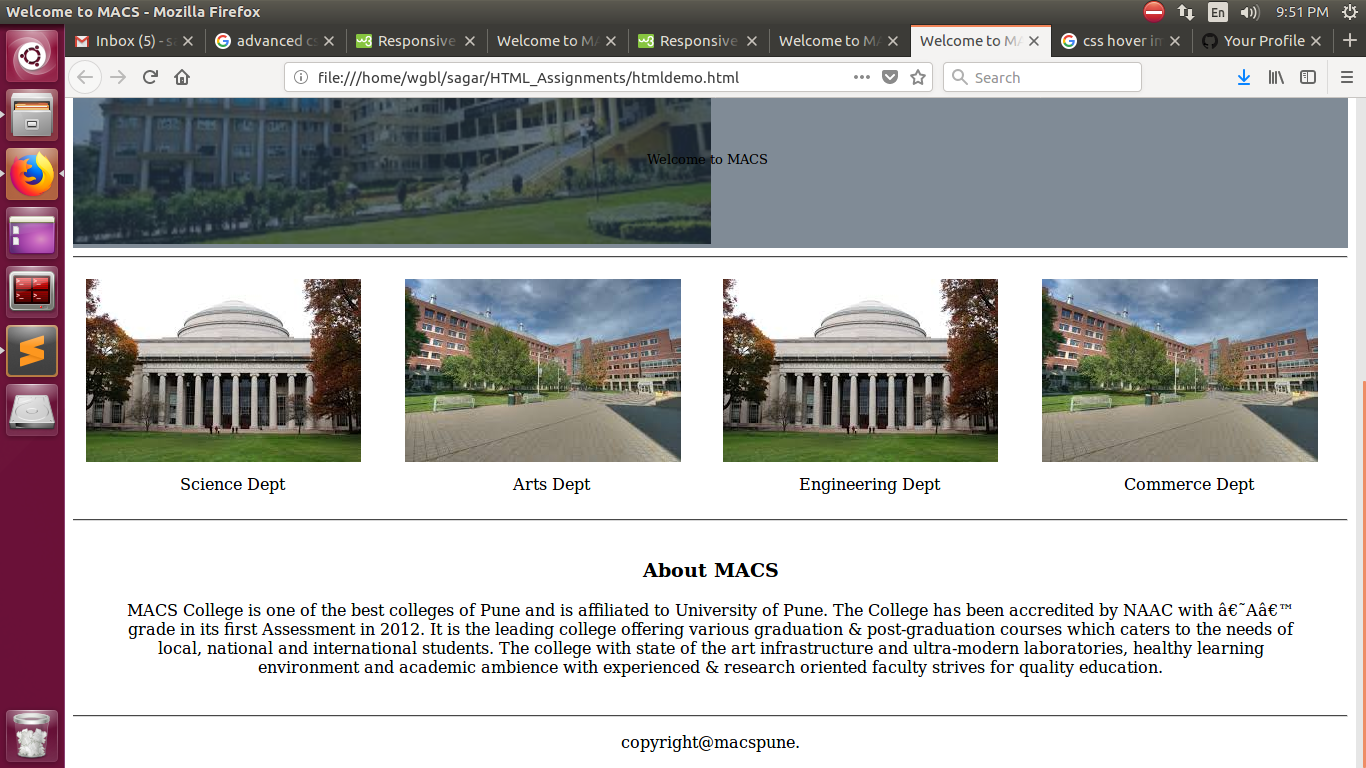 Welcome to MACS - Mozilla Firefox
En
9:51 PM
Inbox (5) - s
advanced cs
Responsive
Welcome to MA
Responsive
Welcome to MA
Welcome to MA
css hover im
Your Profile
file:///home/wgbl/sagar/HTML_Assignments/htmldemo.html
Search
Welcome to MACS
Science Dept
Arts Dept
Engineering Dept
Commerce Dept
About MACS
MACS College is one of the best colleges of Pune and is affiliated to University of Pune. The College has been accredited by NAAC with â€˜Aâ€™
grade in its first Assessment in 2012. It is the leading college offering various graduation & post-graduation courses which caters to the needs of
local, national and international students. The college with state of the art infrastructure and ultra-modern laboratories, healthy learning
environment and academic ambience with experienced & research oriented faculty strives for quality education.
copyright@macspune.